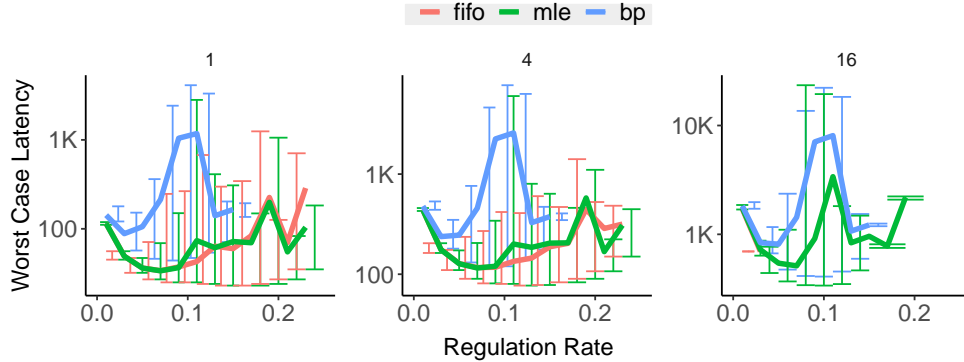 fifo mle bp
1 4 16
Worst Case Latency
1K
100
1K
100
10K
1K
0.0 0.1 0.2 0.0 0.1 0.2 0.0 0.1 0.2
Regulation Rate